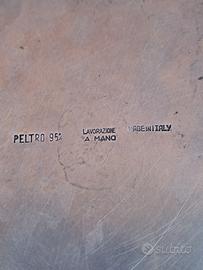 PELTRO 95%
LAVORAZIONE
A MANO
MADE IN ITALY
subito